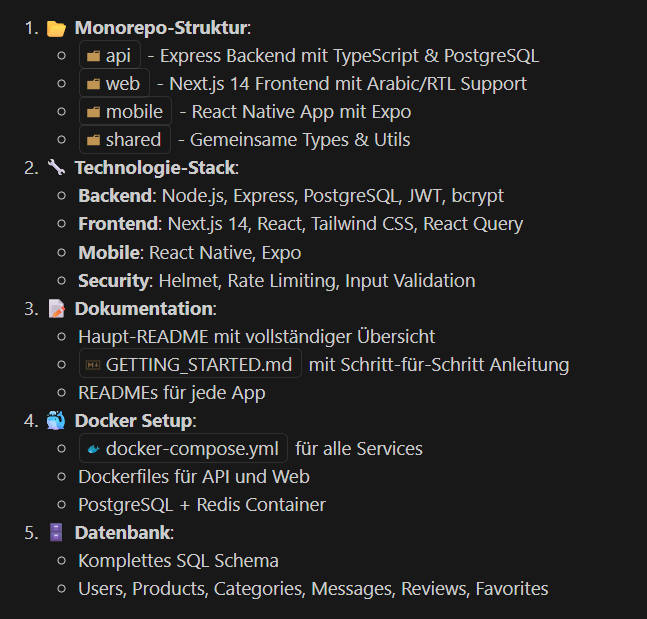 1. 📂 Monorepo-Struktur:
api - Express Backend mit TypeScript & PostgreSQL
web - Next.js 14 Frontend mit Arabic/RTL Support
mobile - React Native App mit Expo
shared - Gemeinsame Types & Utils
2. 🔧 Technologie-Stack:
Backend: Node.js, Express, PostgreSQL, JWT, bcrypt
Frontend: Next.js 14, React, Tailwind CSS, React Query
Mobile: React Native, Expo
Security: Helmet, Rate Limiting, Input Validation
3. 📝 Dokumentation:
Haupt-README mit vollständiger Übersicht
GETTING_STARTED.md mit Schritt-für-Schritt Anleitung
READMEs für jede App
4. 🐳 Docker Setup:
docker-compose.yml für alle Services
Dockerfiles für API und Web
PostgreSQL + Redis Container
5. 🗄️ Datenbank:
Komplettes SQL Schema
Users, Products, Categories, Messages, Reviews, Favorites